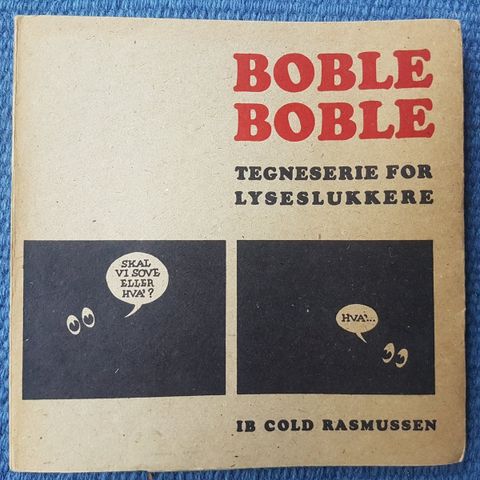 BOBLE
BOBLE
TEGNESERIE FOR
LYSESLUKKERE
SKAL
VI SOVE
ELLER
HVA'?
HVA'...
IB COLD RASMUSSEN